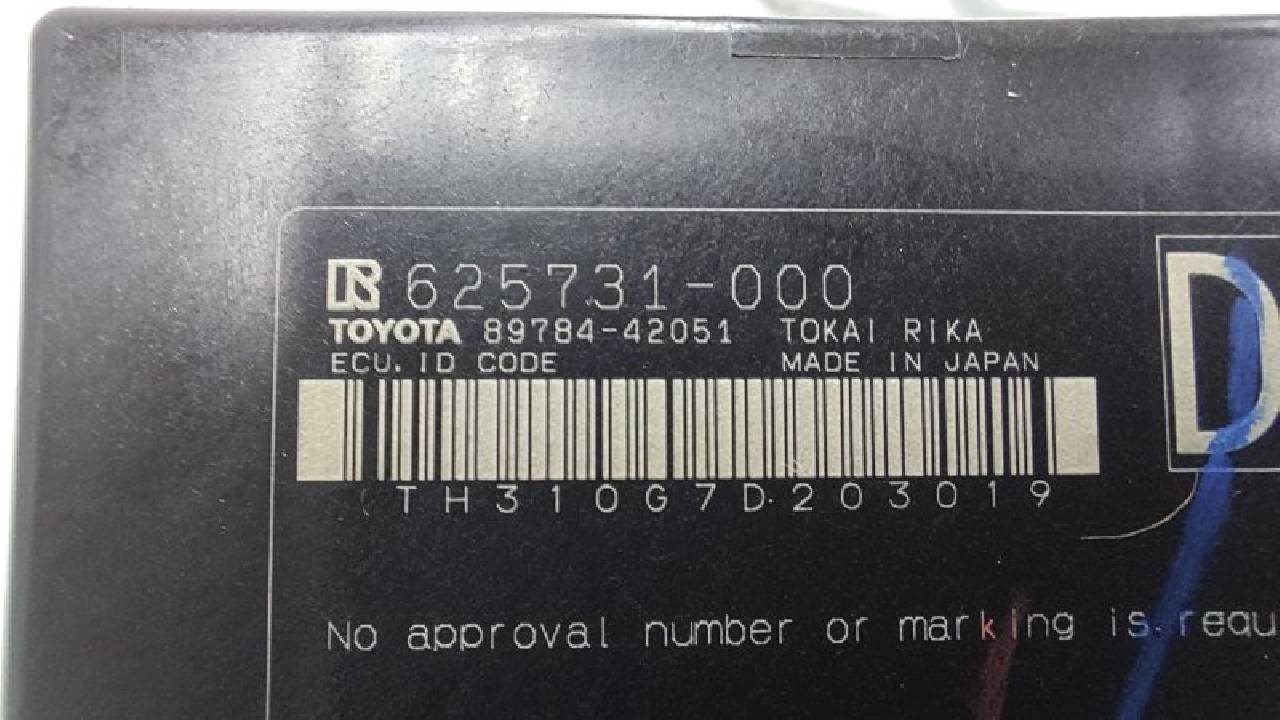 R 625731-000
TOYOTA 89784-42051 TOKAI RIKA
ECU. ID CODE MADE IN JAPAN
D
TH310G7D203019
No approval number or marking is